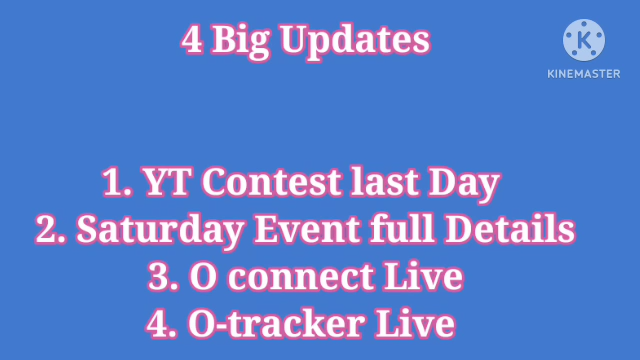 4 Big Updates
KINEMASTER
1. YT Contest last Day
2. Saturday Event full Details
3. O connect Live
4. O-tracker Live